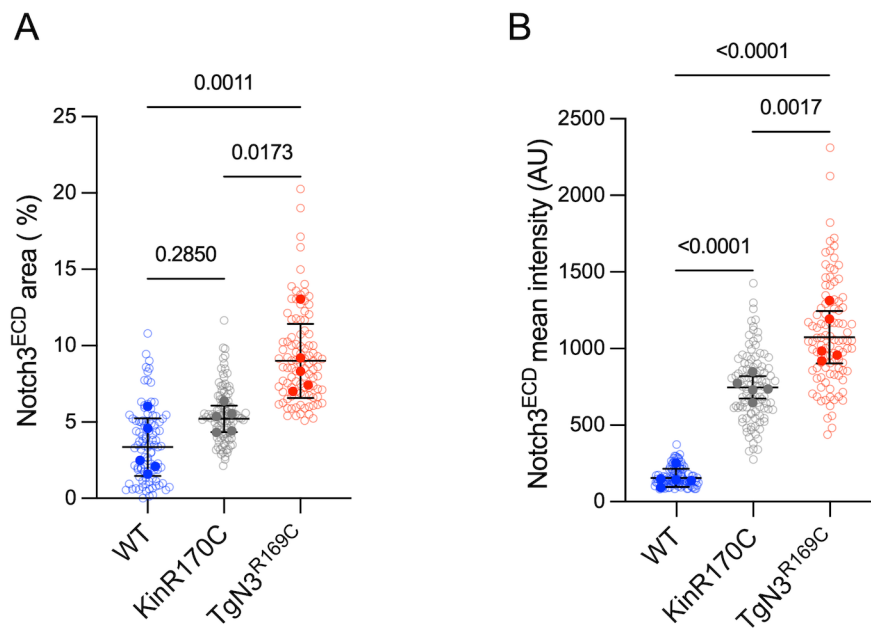 A
0.0011
0.0173
0.2850
25
20
15
10
5
0
Notch3ECD area ( %)
WT
KinR170C
TgN3R169C
B
<0.0001
0.0017
<0.0001
2500
2000
1500
1000
500
0
Notch3ECD mean intensity (AU)
WT
KinR170C
TgN3R169C